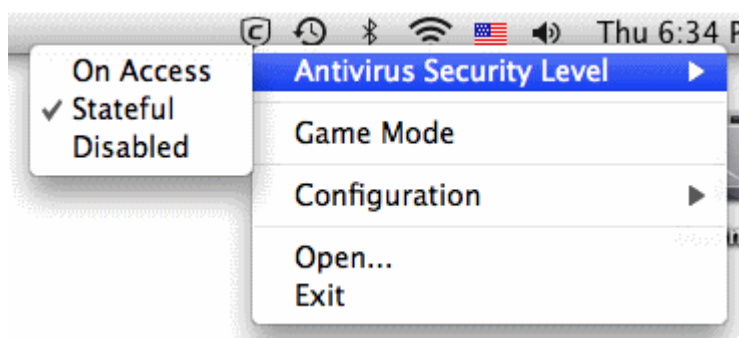 C
Thu 6:34 P
On Access
Stateful
Disabled
Antivirus Security Level
Game Mode
Configuration
Open...
Exit